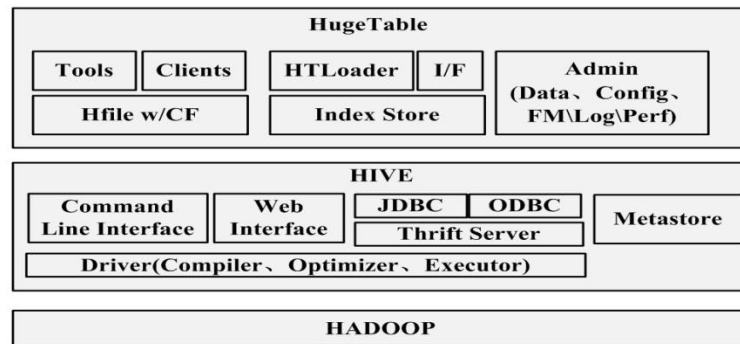 HugeTable
Tools
Clients
HTLoader
I/F
Admin
(Data、Config、
FM\Log\Perf)
Hfile w/CF
Index Store
HIVE
Command
Line Interface
Web
Interface
JDBC
ODBC
Thrift Server
Metastore
Driver(Compiler、Optimizer、Executor)
HADOOP